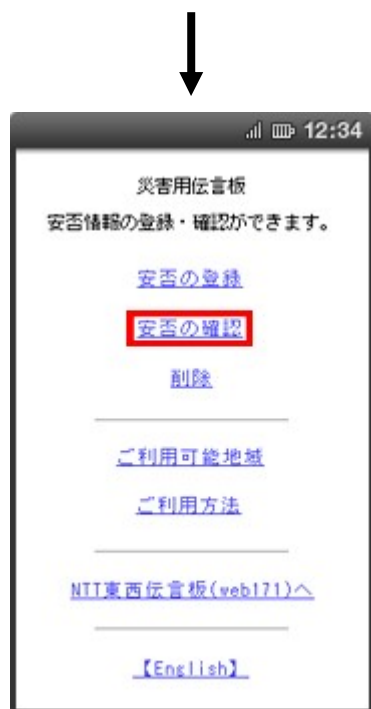 12:34
災害用伝言板
安否情報の登録・確認ができます。
安否の登録
安否の確認
削除
ご利用可能地域
ご利用方法
NTT東西伝言板(web171)へ
【English】